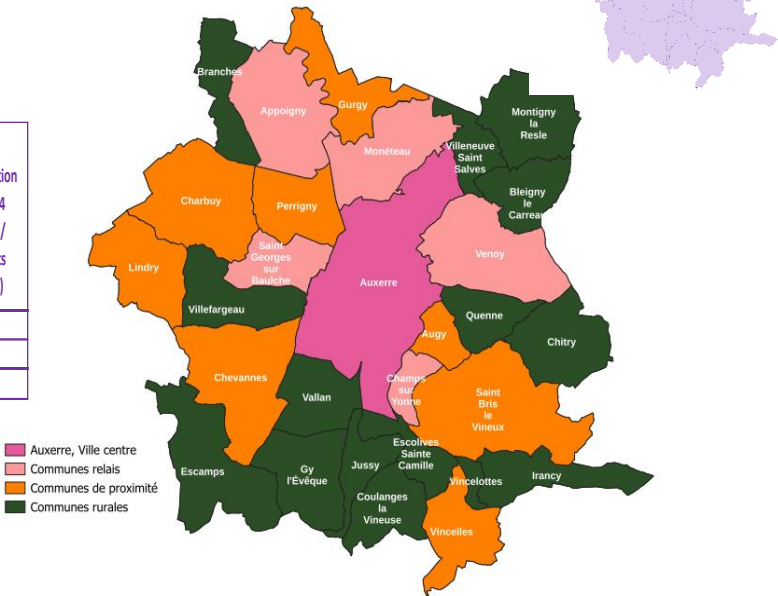 tion
4
/
ts
)
Branches
Appoigny
Gurgy
Montigny
la
Resle
Monéteau
Villeneuve
Saint
Salves
Bleigny
le
Carreau
Charbuy
Perrigny
Saint
Georges
sur
Baulche
Venoy
Lindry
Auxerre
Villefargeau
Quenne
Augy
Chitry
Chevannes
Champs
sur
Yonne
Vallan
Saint
Bris
le
Vineux
Escolives
Sainte
Camille
Escamps
Gy
l'Évêque
Jussy
Coulanges
la
Vineuse
Vincelottes
Irancy
Vincelles
Auxerre, Ville centre
Communes relais
Communes de proximité
Communes rurales